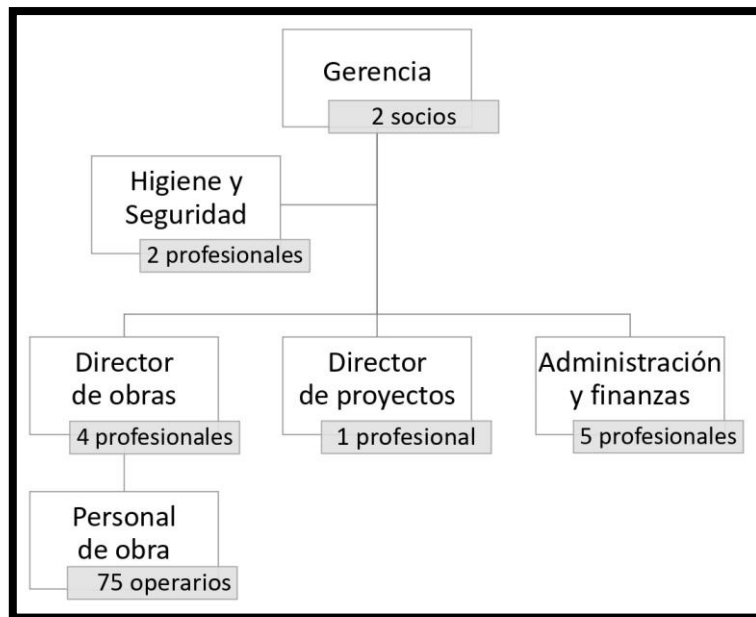 Gerencia
2 socios
Higiene y
Seguridad
2 profesionales
Director
de obras
4 profesionales
Director
de proyectos
1 profesional
Administración
y finanzas
5 profesionales
Personal
de obra
75 operarios